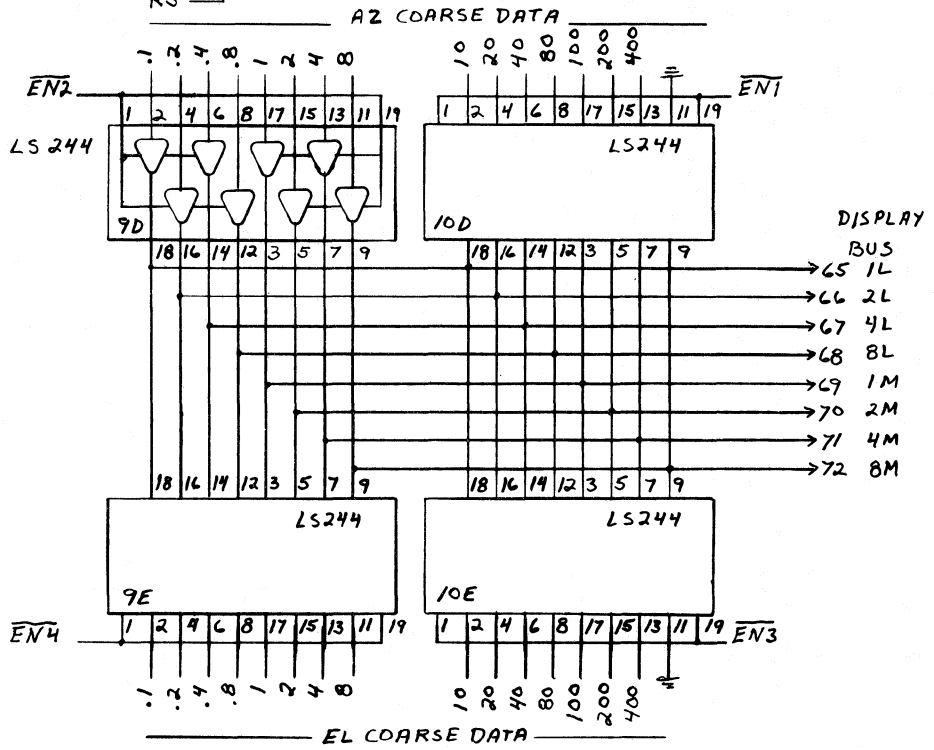 AZ COARSE DATA
.1 .2 .4 .8 1 2 4 8
10 20 40 80 100 200 400
EN2
EN1
1 2 4 6 8 17 15 13 11 19
1 2 4 6 8 17 15 13 11 19
LS244
LS244
9D
10D
18 16 14 12 3 5 7 9
18 16 14 12 3 5 7 9
DISPLAY
BUS
65 1L
66 2L
67 4L
68 8L
69 1M
70 2M
71 4M
72 8M
18 16 14 12 3 5 7 9
18 16 14 12 3 5 7 9
LS244
LS244
9E
10E
EN4
EN3
1 2 4 6 8 17 15 13 11 19
1 2 4 6 8 17 15 13 11 19
.1 .2 .4 .8 1 2 4 8
10 20 40 80 100 200 400
EL COARSE DATA